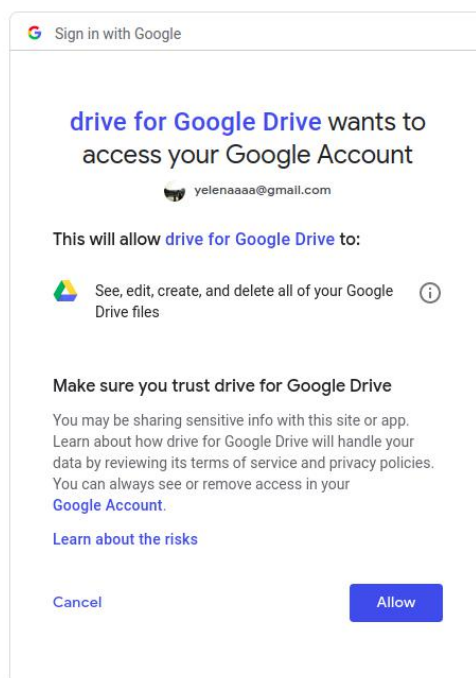 Sign in with Google
drive for Google Drive wants to
access your Google Account
yelenaaaa@gmail.com
This will allow drive for Google Drive to:
See, edit, create, and delete all of your Google
Drive files
Make sure you trust drive for Google Drive
You may be sharing sensitive info with this site or app.
Learn about how drive for Google Drive will handle your
data by reviewing its terms of service and privacy policies.
You can always see or remove access in your
Google Account.
Learn about the risks
Cancel
Allow